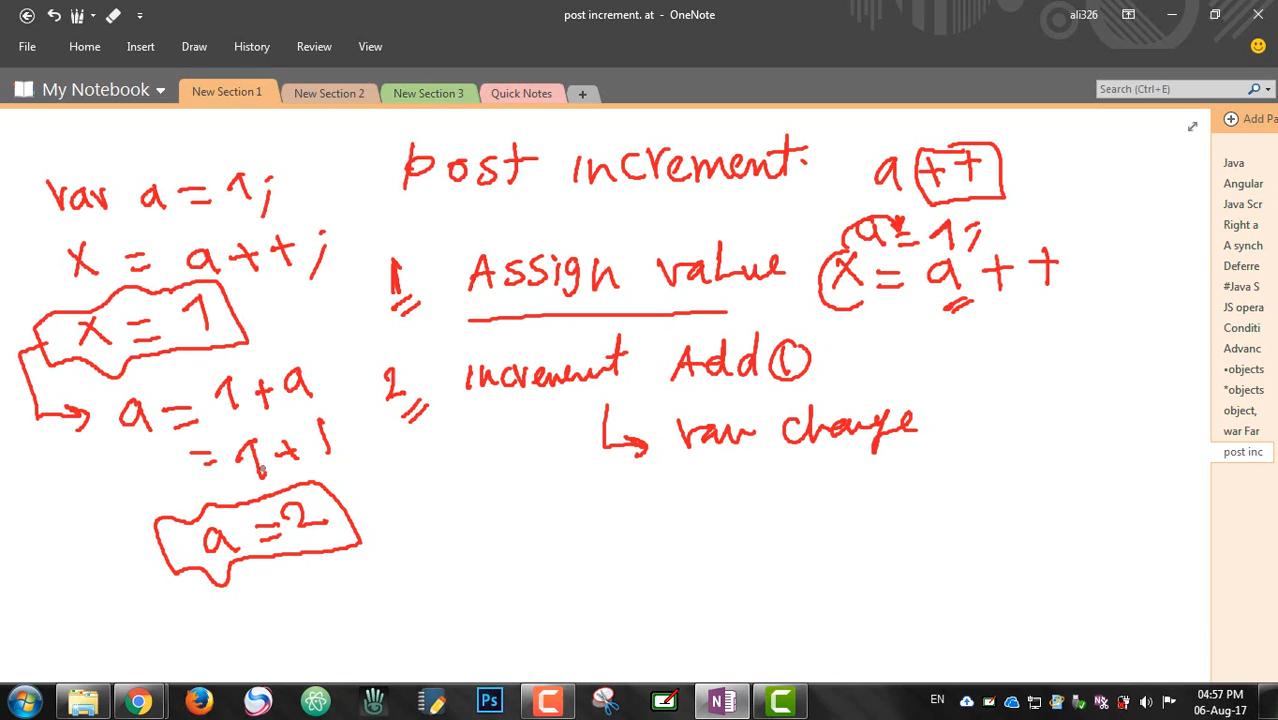 post increment. at - OneNote
ali326
File Home Insert Draw History Review View
My Notebook
New Section 1
New Section 2
New Section 3
Quick Notes
+
Search (Ctrl+E)
Add Pa
Java
Angular
Java Scr
Right a
A synch
Deferre
#Java S
JS opera
Conditi
Advanc
•objects
*objects
object,
war Far
post inc
post increment.
a ++
var a = 1;
x = a++;
x = 1
a = 1 + a
= 1 + 1
a = 2
1 Assign value
a = 1;
x = a++
2 increment Add 1
change
Ps
EN
04:57 PM
06-Aug-17